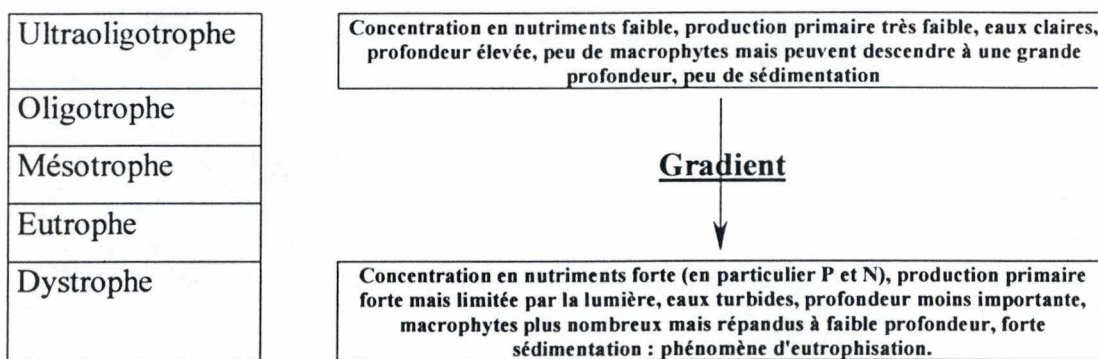 Ultraoligotrophe
Concentration en nutriments faible, production primaire très faible, eaux claires,
profondeur élevée, peu de macrophytes mais peuvent descendre à une grande
profondeur, peu de sédimentation
Oligotrophe
Mésotrophe
Gradient
Eutrophe
Dystrophe
Concentration en nutriments forte (en particulier P et N), production primaire
forte mais limitée par la lumière, eaux turbides, profondeur moins importante,
macrophytes plus nombreux mais répandus à faible profondeur, forte
sédimentation : phénomène d'eutrophisation.